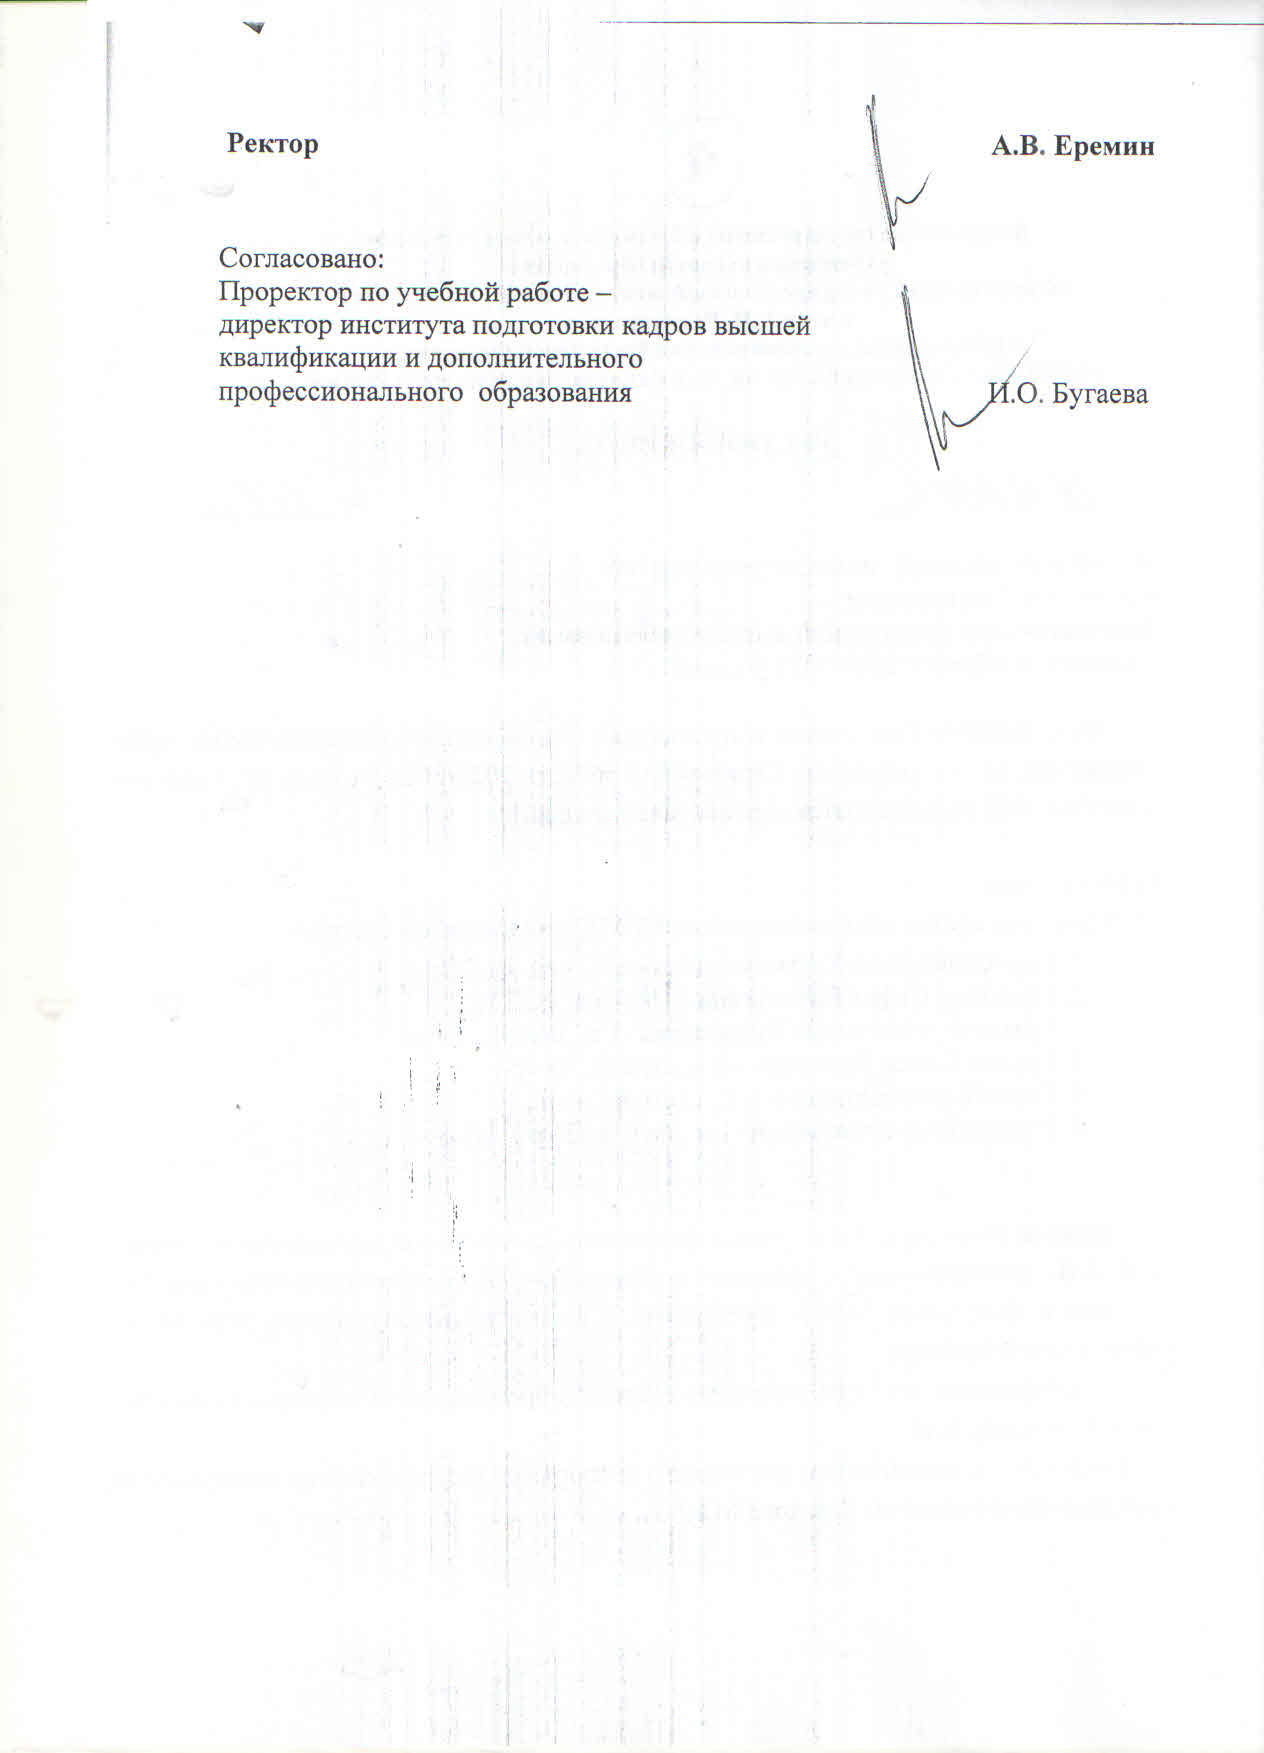 Ректор А.В. Еремин
Согласовано:
Проректор по учебной работе –
директор института подготовки кадров высшей
квалификации и дополнительного
профессионального образования И.О. Бугаева